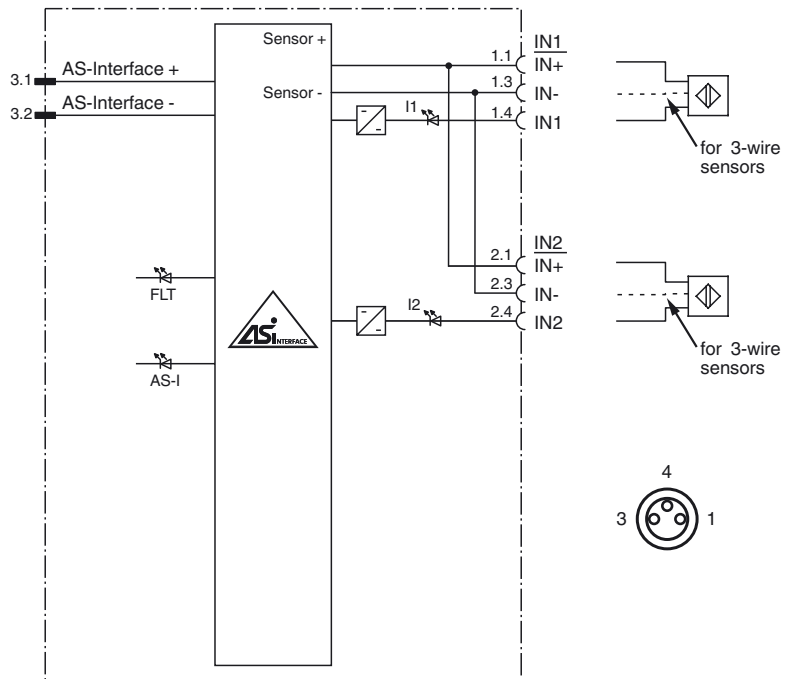 Sensor +
IN1
1.1
IN+
3.1
AS-Interface +
Sensor -
1.3
IN-
3.2
AS-Interface -
I1
1.4
IN1
for 3-wire
sensors
IN2
2.1
IN+
FLT
2.3
IN-
I2
2.4
IN2
ASi INTERFACE
for 3-wire
sensors
AS-I
4
3
1